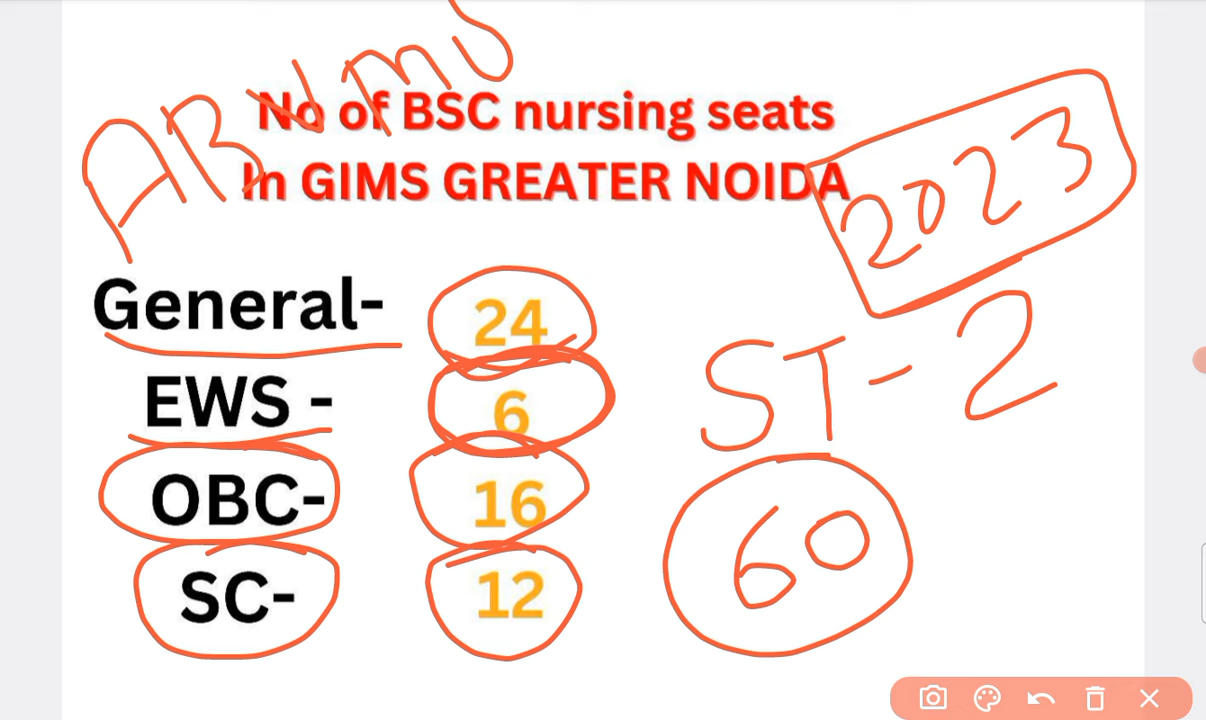 ABVMU
No of BSC nursing seats
In GIMS GREATER NOIDA
2023
General- 24
EWS - 6
ST-2
OBC- 16
60
SC- 12